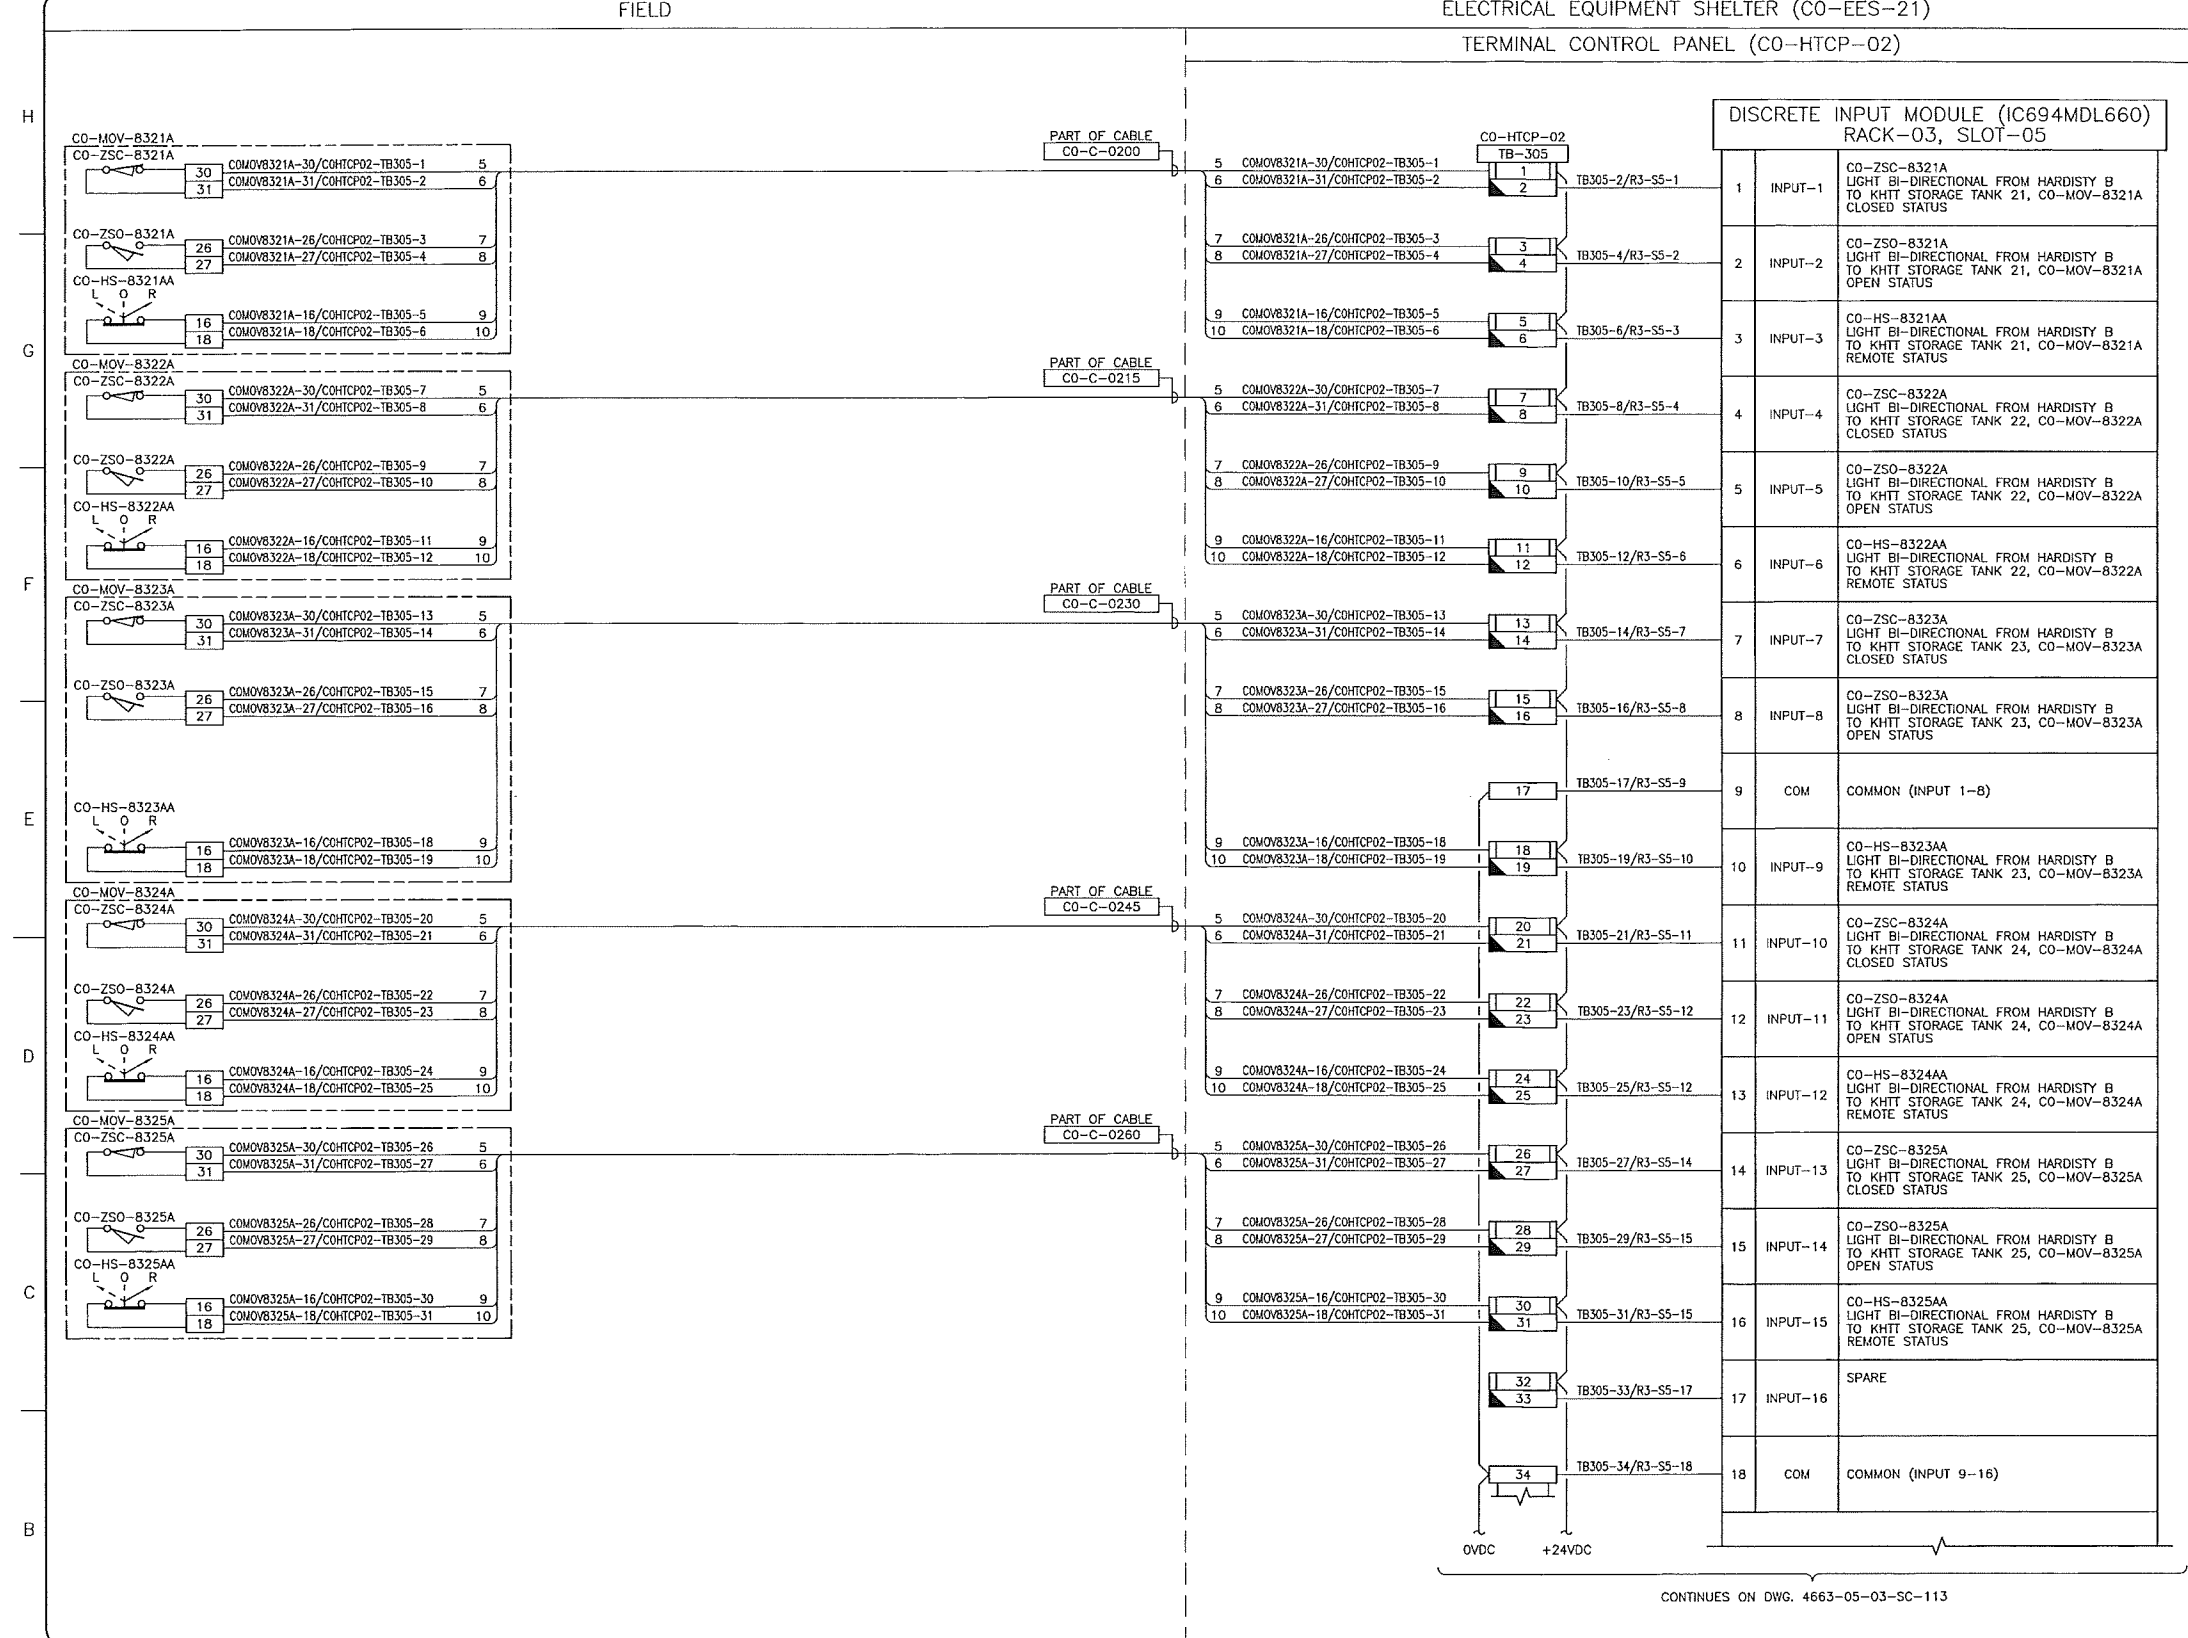 FIELD
ELECTRICAL EQUIPMENT SHELTER (CO-EES-21)
TERMINAL CONTROL PANEL (CO-HTCP-02)
H
G
F
E
D
C
B
CO-MOV-8321A
CO-ZSC-8321A
30 COMOV8321A-30/COHTCP02-TB305-1 5
31 COMOV8321A-31/COHTCP02-TB305-2 6
CO-ZSO-8321A
26 COMOV8321A-26/COHTCP02-TB305-3 7
27 COMOV8321A-27/COHTCP02-TB305-4 8
CO-HS-8321AA
L O R
16 COMOV8321A-16/COHTCP02-TB305-5 9
18 COMOV8321A-18/COHTCP02-TB305-6 10
CO-MOV-8322A
CO-ZSC-8322A
30 COMOV8322A-30/COHTCP02-TB305-7 5
31 COMOV8322A-31/COHTCP02-TB305-8 6
CO-ZSO-8322A
26 COMOV8322A-26/COHTCP02-TB305-9 7
27 COMOV8322A-27/COHTCP02-TB305-10 8
CO-HS-8322AA
L O R
16 COMOV8322A-16/COHTCP02-TB305-11 9
18 COMOV8322A-18/COHTCP02-TB305-12 10
CO-MOV-8323A
CO-ZSC-8323A
30 COMOV8323A-30/COHTCP02-TB305-13 5
31 COMOV8323A-31/COHTCP02-TB305-14 6
CO-ZSO-8323A
26 COMOV8323A-26/COHTCP02-TB305-15 7
27 COMOV8323A-27/COHTCP02-TB305-16 8
CO-HS-8323AA
L O R
16 COMOV8323A-16/COHTCP02-TB305-18 9
18 COMOV8323A-18/COHTCP02-TB305-19 10
CO-MOV-8324A
CO-ZSC-8324A
30 COMOV8324A-30/COHTCP02-TB305-20 5
31 COMOV8324A-31/COHTCP02-TB305-21 6
CO-ZSO-8324A
26 COMOV8324A-26/COHTCP02-TB305-22 7
27 COMOV8324A-27/COHTCP02-TB305-23 8
CO-HS-8324AA
L O R
16 COMOV8324A-16/COHTCP02-TB305-24 9
18 COMOV8324A-18/COHTCP02-TB305-25 10
CO-MOV-8325A
CO-ZSC-8325A
30 COMOV8325A-30/COHTCP02-TB305-26 5
31 COMOV8325A-31/COHTCP02-TB305-27 6
CO-ZSO-8325A
26 COMOV8325A-26/COHTCP02-TB305-28 7
27 COMOV8325A-27/COHTCP02-TB305-29 8
CO-HS-8325AA
L O R
16 COMOV8325A-16/COHTCP02-TB305-30 9
18 COMOV8325A-18/COHTCP02-TB305-31 10
PART OF CABLE
CO-C-0200
PART OF CABLE
CO-C-0215
PART OF CABLE
CO-C-0230
PART OF CABLE
CO-C-0245
PART OF CABLE
CO-C-0260
CO-HTCP-02
TB-305
5 COMOV8321A-30/COHTCP02-TB305-1 1
6 COMOV8321A-31/COHTCP02-TB305-2 2 TB305-2/R3-S5-1
7 COMOV8321A-26/COHTCP02-TB305-3 3
8 COMOV8321A-27/COHTCP02-TB305-4 4 TB305-4/R3-S5-2
9 COMOV8321A-16/COHTCP02-TB305-5 5
10 COMOV8321A-18/COHTCP02-TB305-6 6 TB305-6/R3-S5-3
5 COMOV8322A-30/COHTCP02-TB305-7 7
6 COMOV8322A-31/COHTCP02-TB305-8 8 TB305-8/R3-S5-4
7 COMOV8322A-26/COHTCP02-TB305-9 9
8 COMOV8322A-27/COHTCP02-TB305-10 10 TB305-10/R3-S5-5
9 COMOV8322A-16/COHTCP02-TB305-11 11
10 COMOV8322A-18/COHTCP02-TB305-12 12 TB305-12/R3-S5-6
5 COMOV8323A-30/COHTCP02-TB305-13 13
6 COMOV8323A-31/COHTCP02-TB305-14 14 TB305-14/R3-S5-7
7 COMOV8323A-26/COHTCP02-TB305-15 15
8 COMOV8323A-27/COHTCP02-TB305-16 16 TB305-16/R3-S5-8
17 TB305-17/R3-S5-9
9 COMOV8323A-16/COHTCP02-TB305-18 18
10 COMOV8323A-18/COHTCP02-TB305-19 19 TB305-19/R3-S5-10
5 COMOV8324A-30/COHTCP02-TB305-20 20
6 COMOV8324A-31/COHTCP02-TB305-21 21 TB305-21/R3-S5-11
7 COMOV8324A-26/COHTCP02-TB305-22 22
8 COMOV8324A-27/COHTCP02-TB305-23 23 TB305-23/R3-S5-12
9 COMOV8324A-16/COHTCP02-TB305-24 24
10 COMOV8324A-18/COHTCP02-TB305-25 25 TB305-25/R3-S5-12
5 COMOV8325A-30/COHTCP02-TB305-26 26
6 COMOV8325A-31/COHTCP02-TB305-27 27 TB305-27/R3-S5-14
7 COMOV8325A-26/COHTCP02-TB305-28 28
8 COMOV8325A-27/COHTCP02-TB305-29 29 TB305-29/R3-S5-15
9 COMOV8325A-16/COHTCP02-TB305-30 30
10 COMOV8325A-18/COHTCP02-TB305-31 31 TB305-31/R3-S5-15
32
33 TB305-33/R3-S5-17
34 TB305-34/R3-S5-18
0VDC +24VDC
DISCRETE INPUT MODULE (IC694MDL660)
RACK-03, SLOT-05
1 INPUT-1
CO-ZSC-8321A
LIGHT BI-DIRECTIONAL FROM HARDISTY B
TO KHTT STORAGE TANK 21, CO-MOV-8321A
CLOSED STATUS
2 INPUT-2
CO-ZSO-8321A
LIGHT BI-DIRECTIONAL FROM HARDISTY B
TO KHTT STORAGE TANK 21, CO-MOV-8321A
OPEN STATUS
3 INPUT-3
CO-HS-8321AA
LIGHT BI-DIRECTIONAL FROM HARDISTY B
TO KHTT STORAGE TANK 21, CO-MOV-8321A
REMOTE STATUS
4 INPUT-4
CO-ZSC-8322A
LIGHT BI-DIRECTIONAL FROM HARDISTY B
TO KHTT STORAGE TANK 22, CO-MOV-8322A
CLOSED STATUS
5 INPUT-5
CO-ZSO-8322A
LIGHT BI-DIRECTIONAL FROM HARDISTY B
TO KHTT STORAGE TANK 22, CO-MOV-8322A
OPEN STATUS
6 INPUT-6
CO-HS-8322AA
LIGHT BI-DIRECTIONAL FROM HARDISTY B
TO KHTT STORAGE TANK 22, CO-MOV-8322A
REMOTE STATUS
7 INPUT-7
CO-ZSC-8323A
LIGHT BI-DIRECTIONAL FROM HARDISTY B
TO KHTT STORAGE TANK 23, CO-MOV-8323A
CLOSED STATUS
8 INPUT-8
CO-ZSO-8323A
LIGHT BI-DIRECTIONAL FROM HARDISTY B
TO KHTT STORAGE TANK 23, CO-MOV-8323A
OPEN STATUS
9 COM COMMON (INPUT 1-8)
10 INPUT-9
CO-HS-8323AA
LIGHT BI-DIRECTIONAL FROM HARDISTY B
TO KHTT STORAGE TANK 23, CO-MOV-8323A
REMOTE STATUS
11 INPUT-10
CO-ZSC-8324A
LIGHT BI-DIRECTIONAL FROM HARDISTY B
TO KHTT STORAGE TANK 24, CO-MOV-8324A
CLOSED STATUS
12 INPUT-11
CO-ZSO-8324A
LIGHT BI-DIRECTIONAL FROM HARDISTY B
TO KHTT STORAGE TANK 24, CO-MOV-8324A
OPEN STATUS
13 INPUT-12
CO-HS-8324AA
LIGHT BI-DIRECTIONAL FROM HARDISTY B
TO KHTT STORAGE TANK 24, CO-MOV-8324A
REMOTE STATUS
14 INPUT-13
CO-ZSC-8325A
LIGHT BI-DIRECTIONAL FROM HARDISTY B
TO KHTT STORAGE TANK 25, CO-MOV-8325A
CLOSED STATUS
15 INPUT-14
CO-ZSO-8325A
LIGHT BI-DIRECTIONAL FROM HARDISTY B
TO KHTT STORAGE TANK 25, CO-MOV-8325A
OPEN STATUS
16 INPUT-15
CO-HS-8325AA
LIGHT BI-DIRECTIONAL FROM HARDISTY B
TO KHTT STORAGE TANK 25, CO-MOV-8325A
REMOTE STATUS
17 INPUT-16 SPARE
18 COM COMMON (INPUT 9-16)
CONTINUES ON DWG. 4663-05-03-SC-113